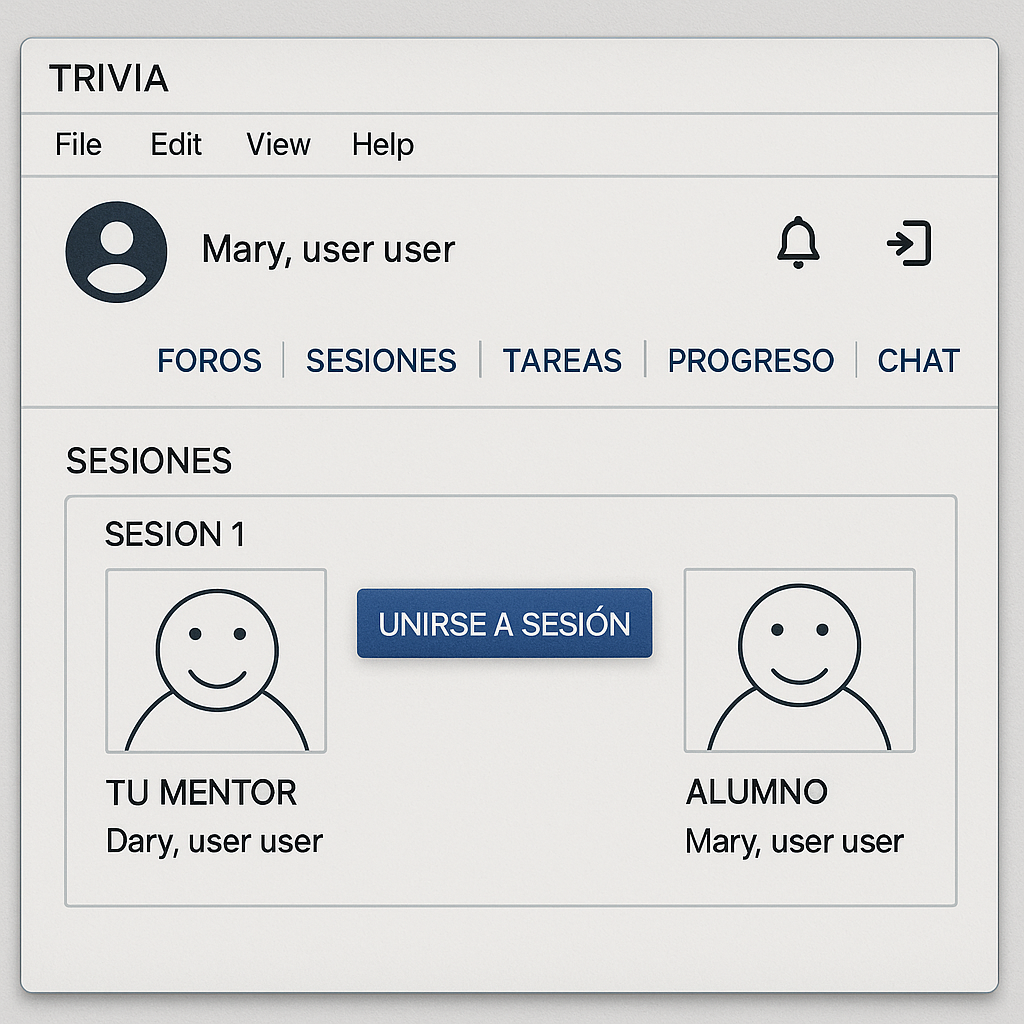 TRIVIA
File Edit View Help
Mary, user user
FOROS SESIONES TAREAS PROGRESO CHAT
SESIONES
SESION 1
UNIRSE A SESIÓN
TU MENTOR
Dary, user user
ALUMNO
Mary, user user